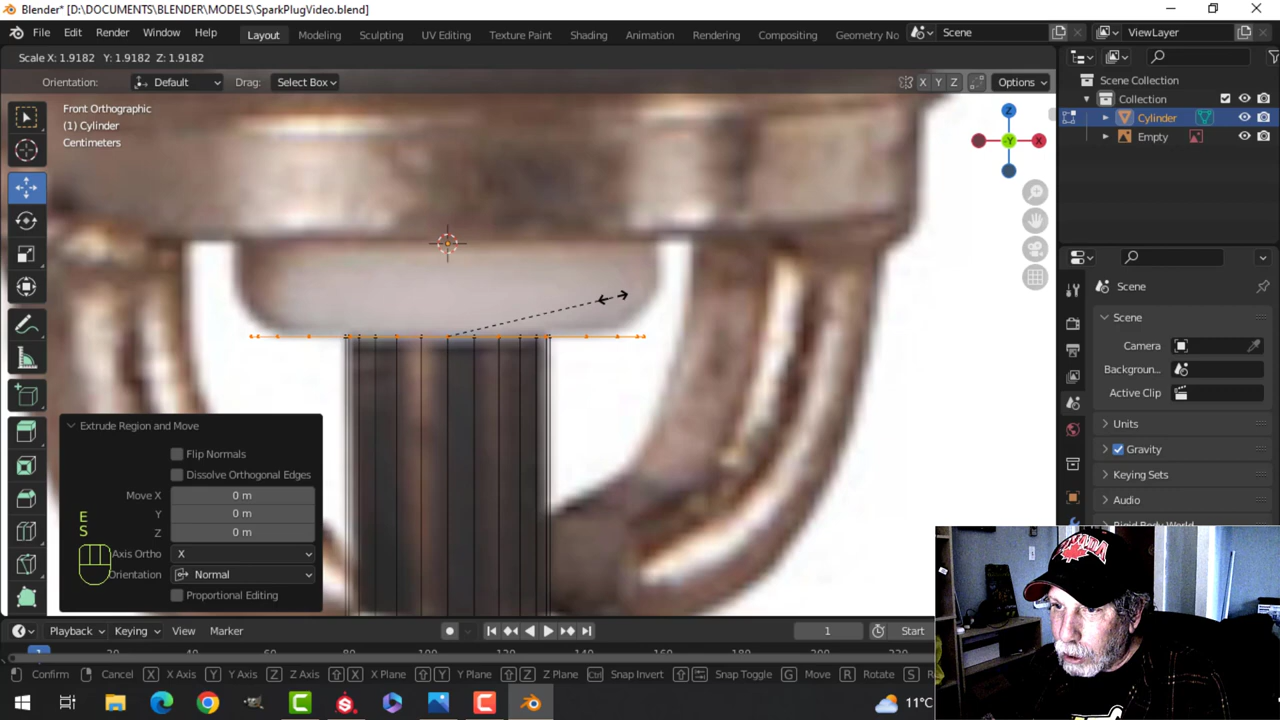 Blender* [D:\DOCUMENTS\BLENDER\MODELS\SparkPlugVideo.blend]
File Edit Render Window Help Layout Modeling Sculpting UV Editing Texture Paint Shading Animation Rendering Compositing Geometry No Scene ViewLayer
Scale X: 1.9182 Y: 1.9182 Z: 1.9182
Orientation: Default Drag: Select Box X Y Z Options
Front Orthographic
(1) Cylinder
Centimeters
Z
X
-Y
Scene Collection
Collection
Cylinder
Empty
Scene
Scene
Camera
Backgroun...
Active Clip
Units
Gravity
Keying Sets
Audio
Extrude Region and Move
Flip Normals
Dissolve Orthogonal Edges
Move X 0 m
Y 0 m
Z 0 m
Axis Ortho X
Orientation Normal
Proportional Editing
E
S
Playback Keying View Marker 1 Start
Confirm Cancel X X Axis Y Y Axis Z Z Axis X X Plane Y Y Plane Z Z Plane Snap Invert Snap Toggle G Move R Rotate S
11°C